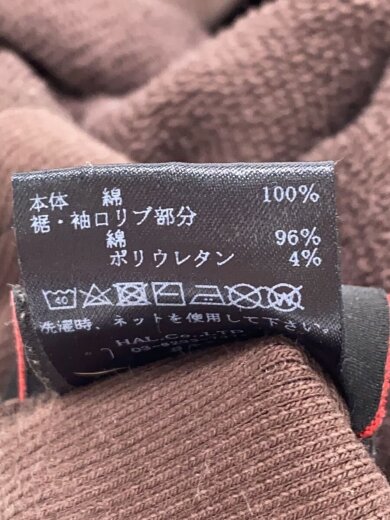 本体 綿 100%
裾・袖口リブ部分
綿 96%
ポリウレタン 4%
40
洗濯時、ネットを使用して下さい